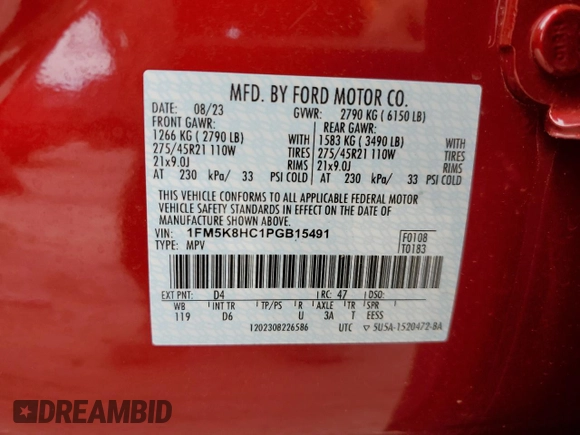 MFD. BY FORD MOTOR CO.
DATE: 08/23 GVWR: 2790 KG ( 6150 LB)
FRONT GAWR: REAR GAWR:
1266 KG ( 2790 LB) WITH 1583 KG ( 3490 LB) WITH
275/45R21 110W TIRES 275/45R21 110W TIRES
21x9.0J RIMS 21x9.0J RIMS
AT 230 kPa/ 33 PSI COLD AT 230 kPa/ 33 PSI COLD
THIS VEHICLE CONFORMS TO ALL APPLICABLE FEDERAL MOTOR
VEHICLE SAFETY STANDARDS IN EFFECT ON THE DATE OF
MANUFACTURE SHOWN ABOVE.
VIN: 1FM5K8HC1PGB15491 F0108
TYPE: MPV T0183
EXT PNT: D4 RC: 47 DSO:
WB INT TR TP/PS R AXLE TR SPR
119 D6 U 3A T EESS
1202308226586 UTC ▽ 5U5A-1520472-8A
DREAMBID